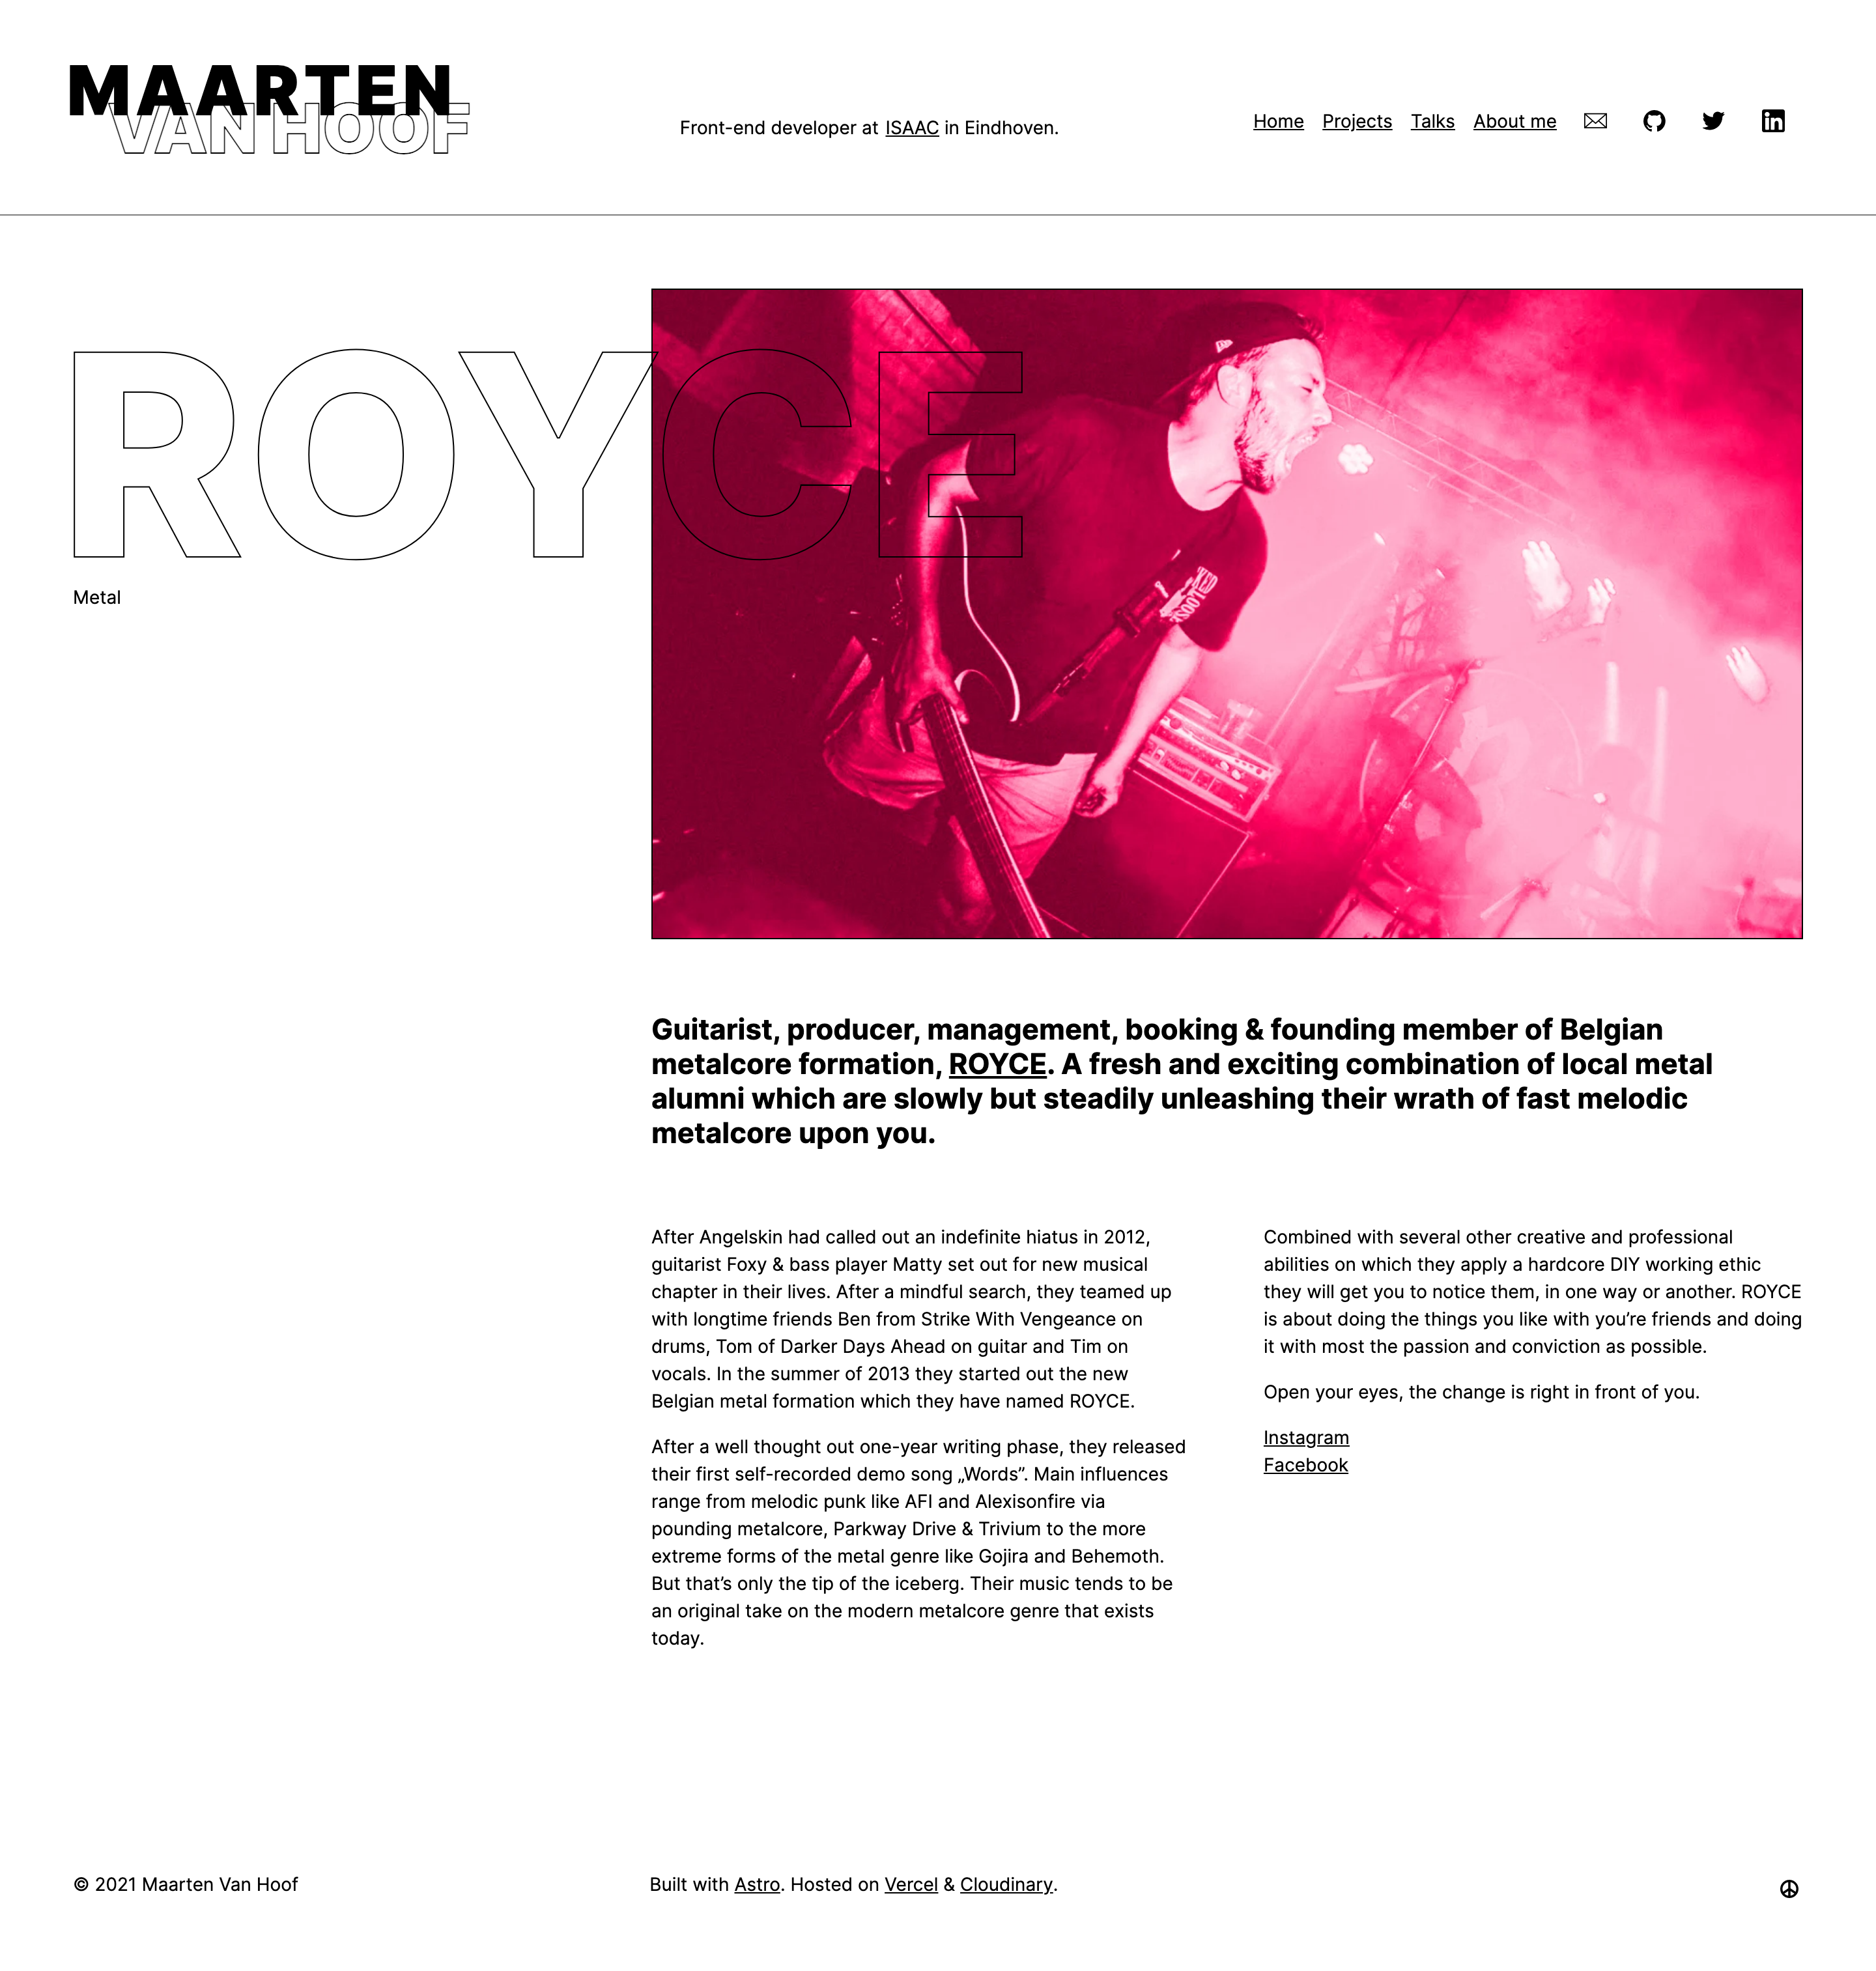 MAARTEN
VAN HOOF
Front-end developer at ISAAC in Eindhoven.
Home Projects Talks About me
ROYCE
Metal
Guitarist, producer, management, booking & founding member of Belgian
metalcore formation, ROYCE. A fresh and exciting combination of local metal
alumni which are slowly but steadily unleashing their wrath of fast melodic
metalcore upon you.
After Angelskin had called out an indefinite hiatus in 2012,
guitarist Foxy & bass player Matty set out for new musical
chapter in their lives. After a mindful search, they teamed up
with longtime friends Ben from Strike With Vengeance on
drums, Tom of Darker Days Ahead on guitar and Tim on
vocals. In the summer of 2013 they started out the new
Belgian metal formation which they have named ROYCE.
After a well thought out one-year writing phase, they released
their first self-recorded demo song „Words”. Main influences
range from melodic punk like AFI and Alexisonfire via
pounding metalcore, Parkway Drive & Trivium to the more
extreme forms of the metal genre like Gojira and Behemoth.
But that’s only the tip of the iceberg. Their music tends to be
an original take on the modern metalcore genre that exists
today.
Combined with several other creative and professional
abilities on which they apply a hardcore DIY working ethic
they will get you to notice them, in one way or another. ROYCE
is about doing the things you like with you’re friends and doing
it with most the passion and conviction as possible.
Open your eyes, the change is right in front of you.
Instagram
Facebook
© 2021 Maarten Van Hoof
Built with Astro. Hosted on Vercel & Cloudinary.